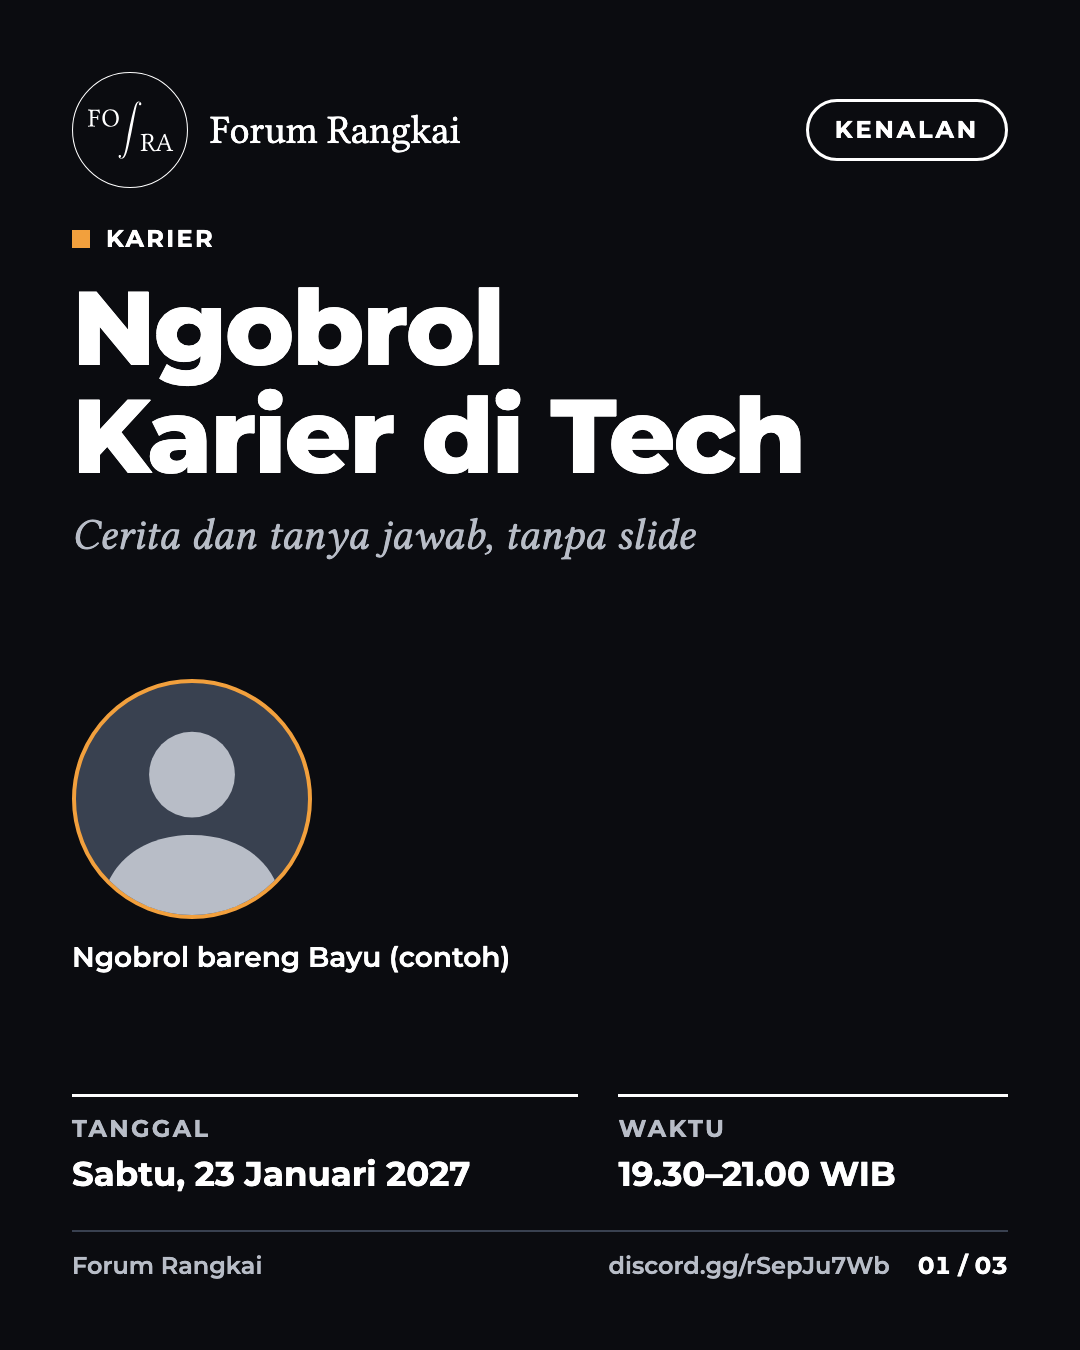 FO
RA
Forum Rangkai
KENALAN
KARIER
Ngobrol
Karier di Tech
Cerita dan tanya jawab, tanpa slide
Ngobrol bareng Bayu (contoh)
TANGGAL
Sabtu, 23 Januari 2027
WAKTU
19.30–21.00 WIB
Forum Rangkai
discord.gg/rSepJu7Wb
01 / 03